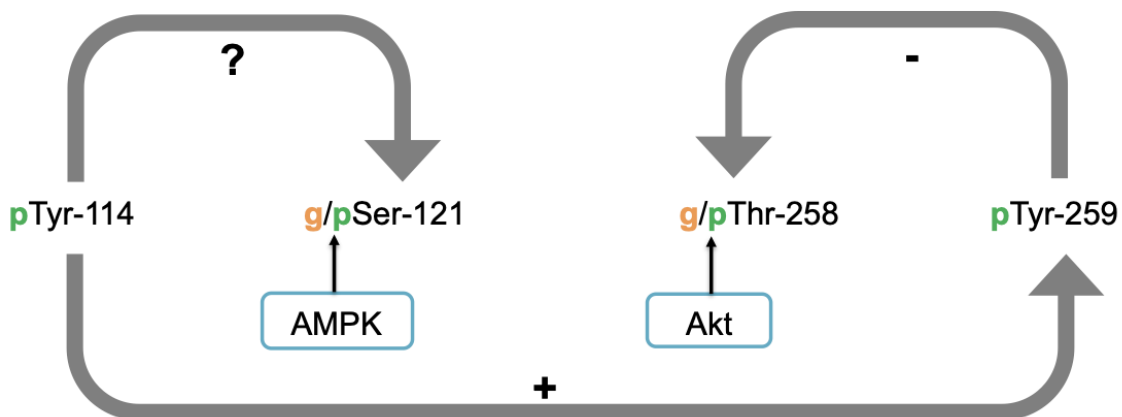 ?
-
pTyr-114
g/pSer-121
g/pThr-258
pTyr-259
AMPK
Akt
+